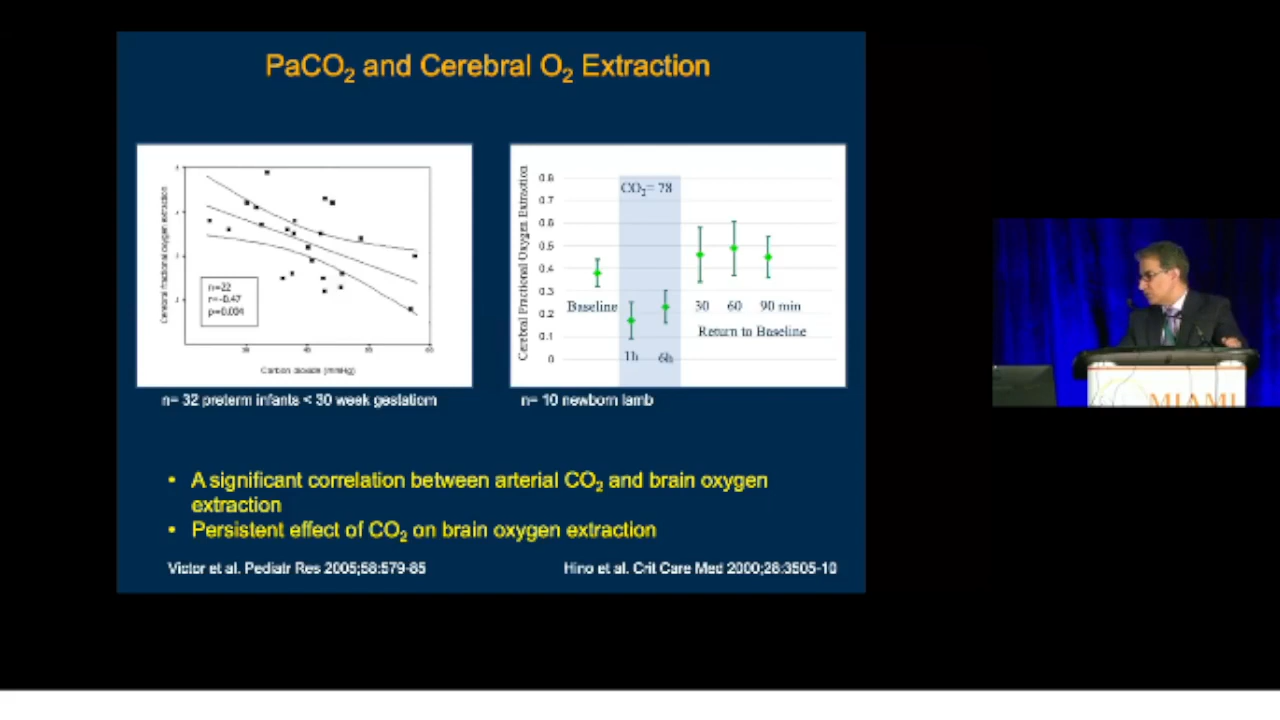 PaCO2 and Cerebral O2 Extraction
Cerebral fractional oxygen extraction
n=22
r=-0.47
Carbon dioxide (mmHg)
Cerebral Fractional Oxygen Extraction
0.8
0.7
0.6
0.5
0.4
0.3
0.2
0.1
0
CO2= 78
Baseline
1h
6h
30 60 90 min
Return to Baseline
n= 32 preterm infants < 30 week gestation
n= 10 newborn lamb
• A significant correlation between arterial CO2 and brain oxygen
extraction
• Persistent effect of CO2 on brain oxygen extraction
Victor et al. Pediatr Res 2005;58:579-85
Hino et al. Crit Care Med 2000;28:3505-10
MIAMI